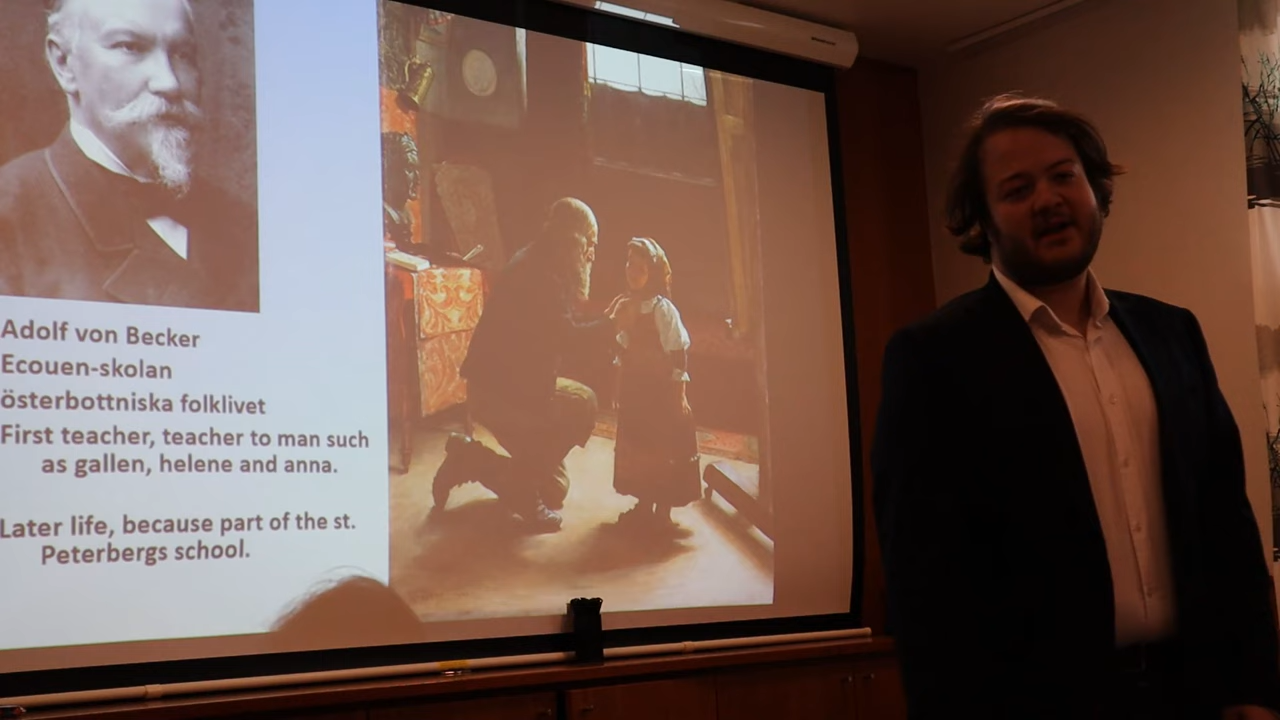 Adolf von Becker
Ecouen-skolan
österbottniska folklivet
First teacher, teacher to man such
as gallen, helene and anna.
Later life, because part of the st.
Peterbergs school.